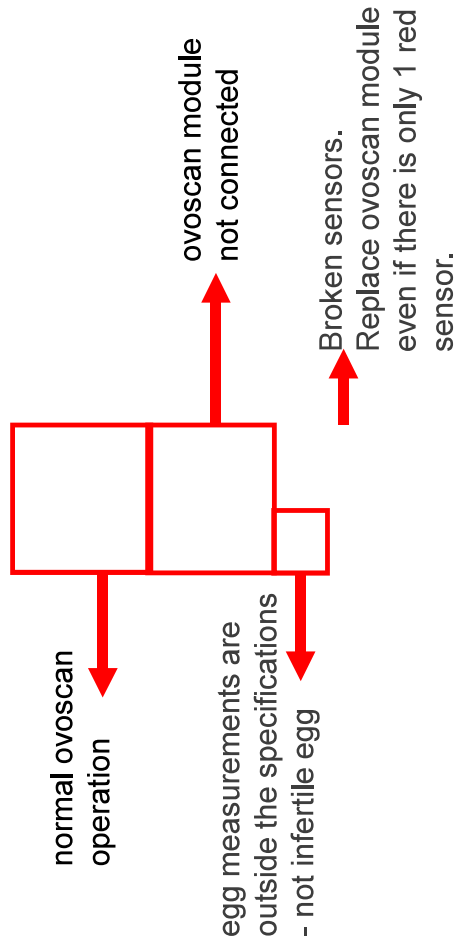 normal ovoscan
operation
ovoscan module
not connected
egg measurements are
outside the specifications
– not infertile egg
Broken sensors.
Replace ovoscan module
even if there is only 1 red
sensor.